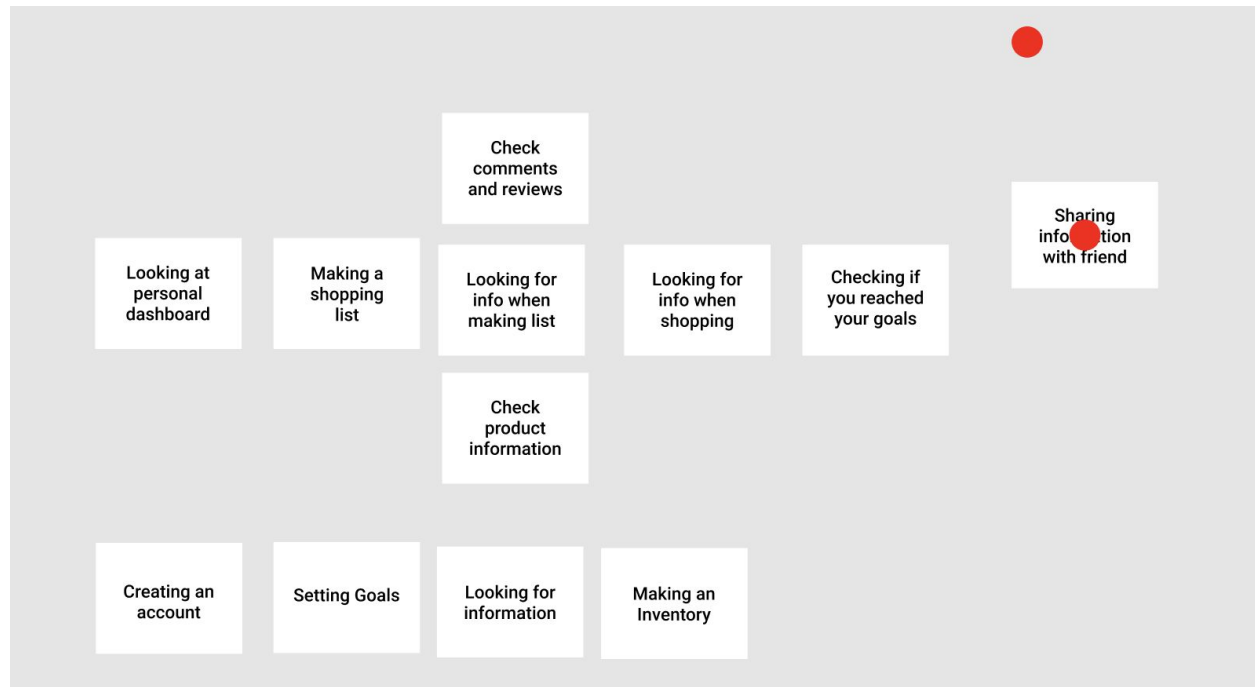 Check
comments
and reviews
Sharing
with friend
Looking at
personal
dashboard
Making a
shopping
list
Looking for
info when
making list
Looking for
info when
shopping
Checking if
you reached
your goals
Check
product
information
Creating an
account
Setting Goals
Looking for
information
Making an
Inventory